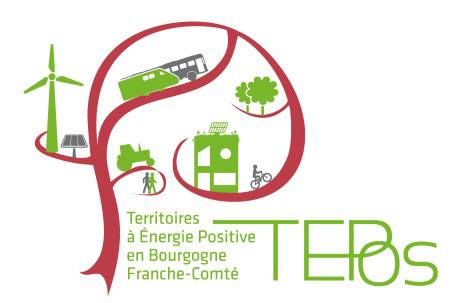 Territoires
à Énergie Positive
en Bourgogne
Franche-Comté
TEPos